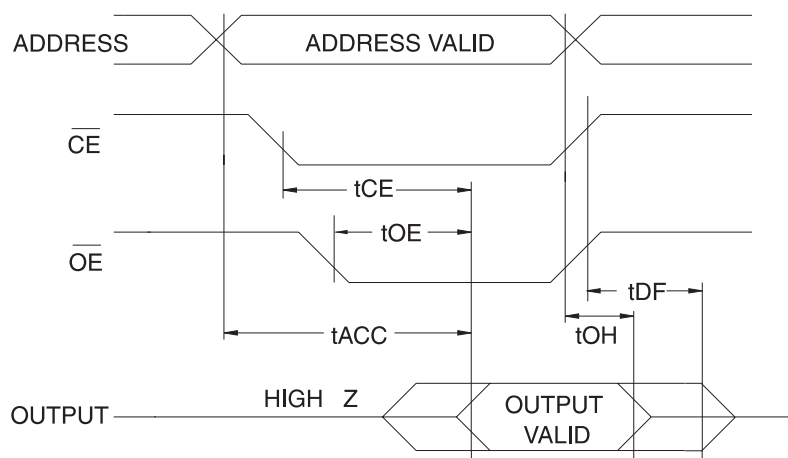 ADDRESS
ADDRESS VALID
CE
tCE
OE
tOE
tDF
tACC
tOH
HIGH Z
OUTPUT
OUTPUT
VALID